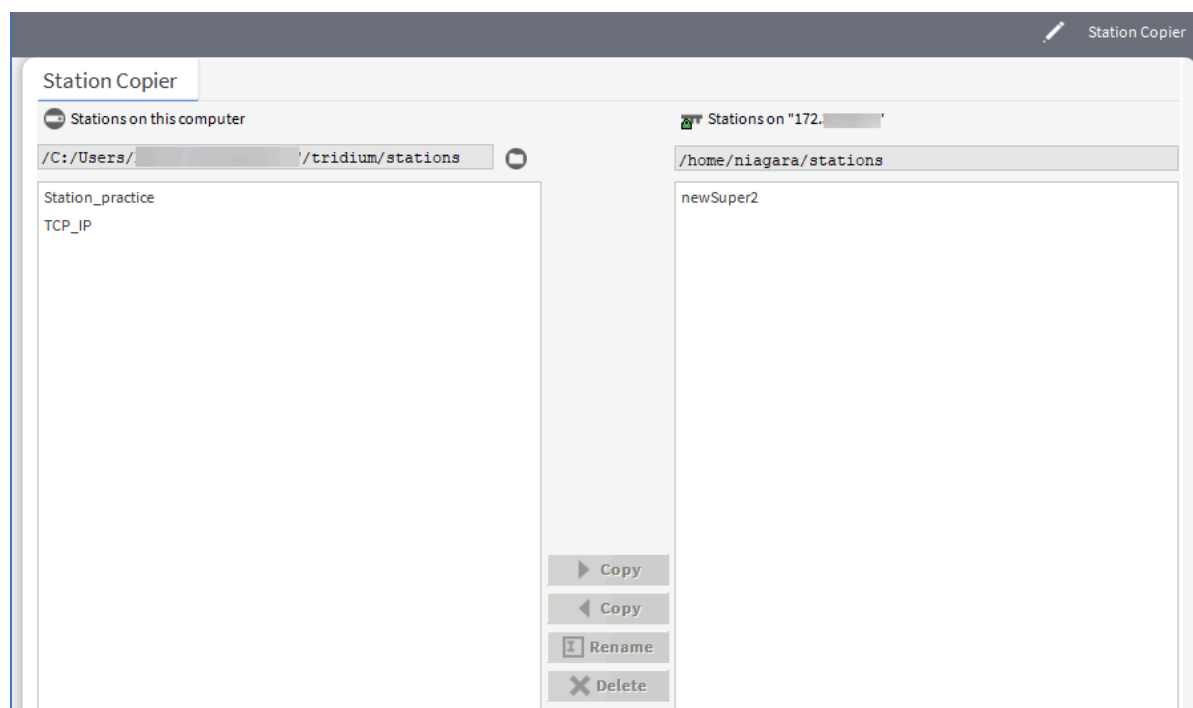 Station Copier
Station Copier
Stations on this computer
Stations on "172. '
/C:/Users/ '/tridium/stations
/home/niagara/stations
Station_practice
TCP_IP
newSuper2
Copy
Copy
Rename
Delete